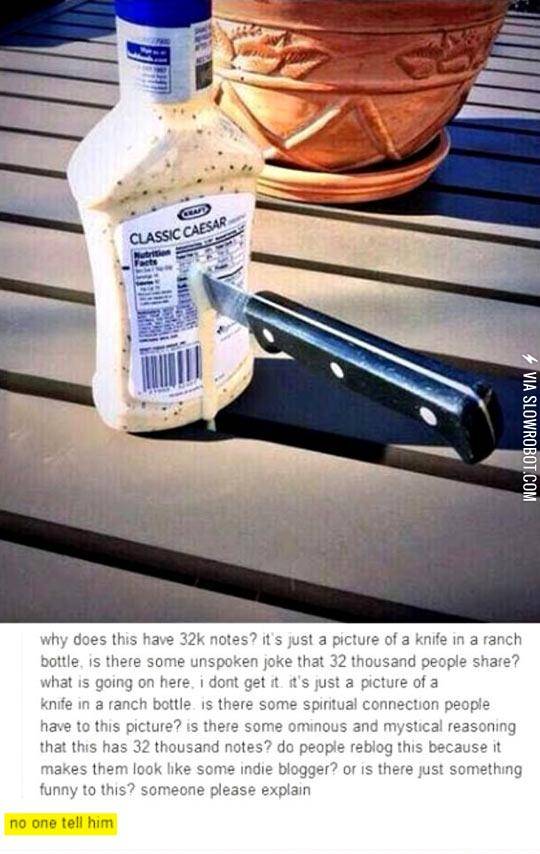 KRAFT
CLASSIC CAESAR
Nutrition
Facts
VIA SLOWROBOT.COM
why does this have 32k notes? it's just a picture of a knife in a ranch
bottle, is there some unspoken joke that 32 thousand people share?
what is going on here, i dont get it. it's just a picture of a
knife in a ranch bottle. is there some spiritual connection people
have to this picture? is there some ominous and mystical reasoning
that this has 32 thousand notes? do people reblog this because it
makes them look like some indie blogger? or is there just something
funny to this? someone please explain
no one tell him